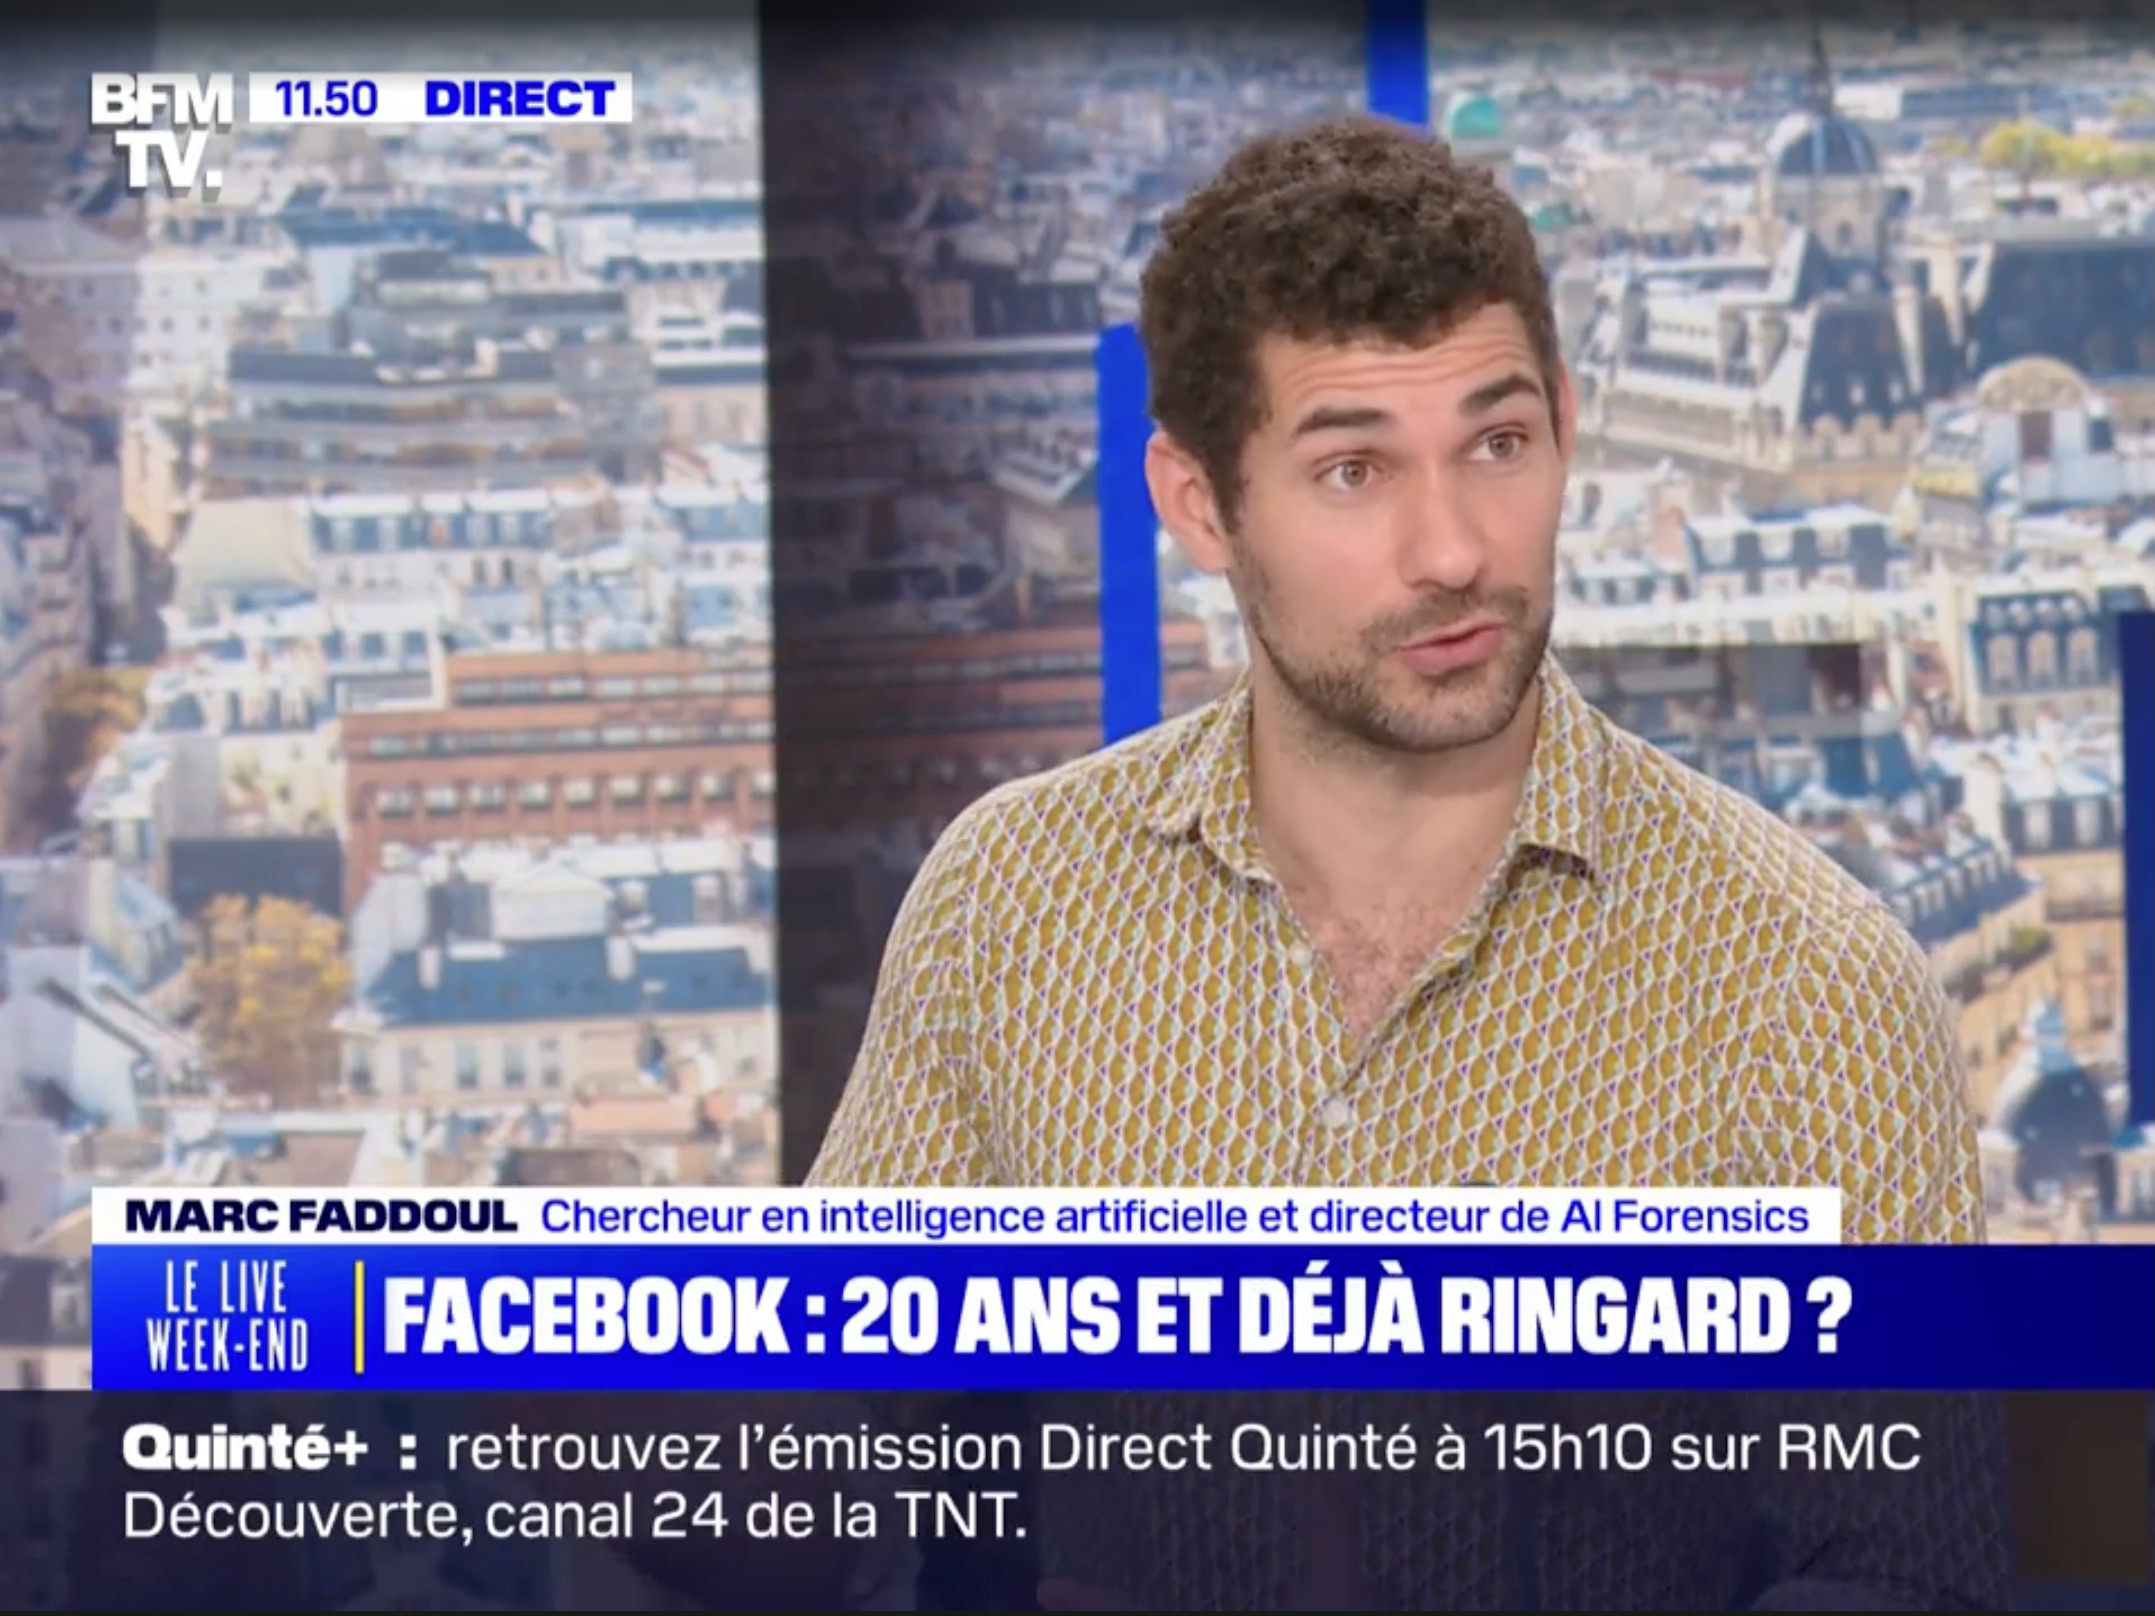 BFM 11.50 DIRECT
TV.
MARC FADDOUL Chercheur en intelligence artificielle et directeur de AI Forensics
LE LIVE
WEEK-END
FACEBOOK : 20 ANS ET DÉJÀ RINGARD ?
Quinté+ : retrouvez l’émission Direct Quinté à 15h10 sur RMC
Découverte, canal 24 de la TNT.